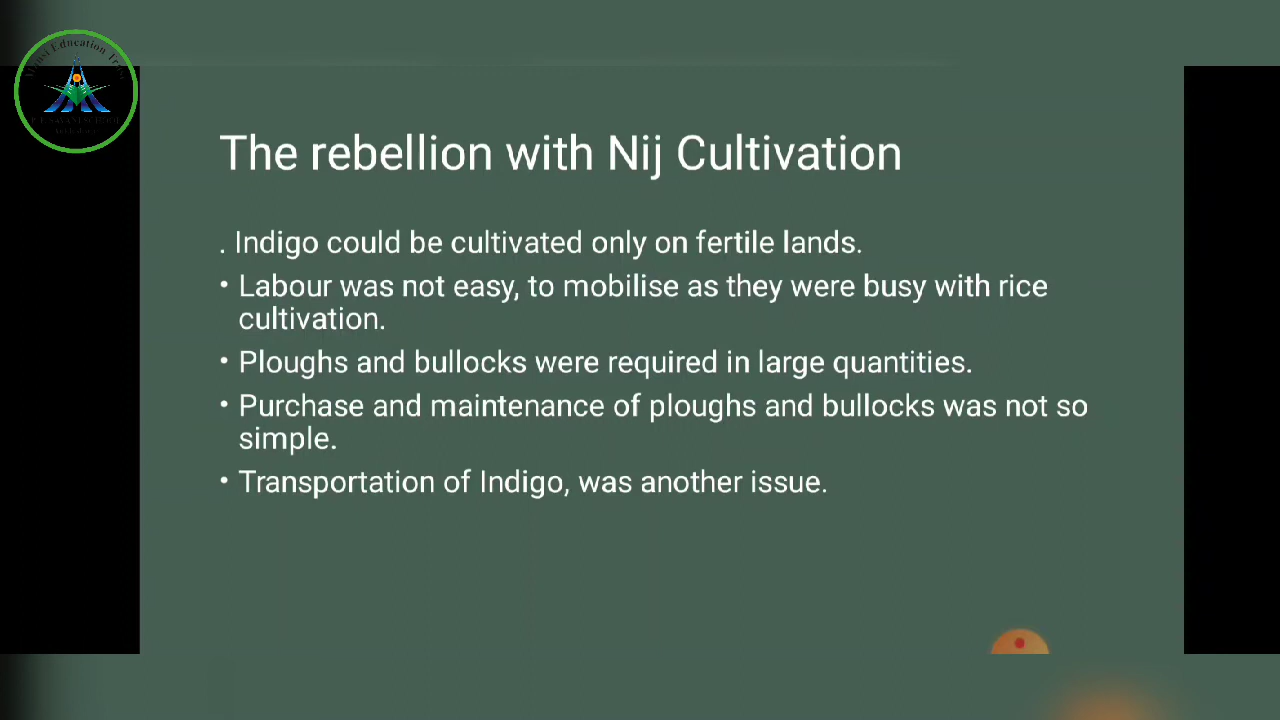 The rebellion with Nij Cultivation
. Indigo could be cultivated only on fertile lands.
• Labour was not easy, to mobilise as they were busy with rice
cultivation.
• Ploughs and bullocks were required in large quantities.
• Purchase and maintenance of ploughs and bullocks was not so
simple.
• Transportation of Indigo, was another issue.